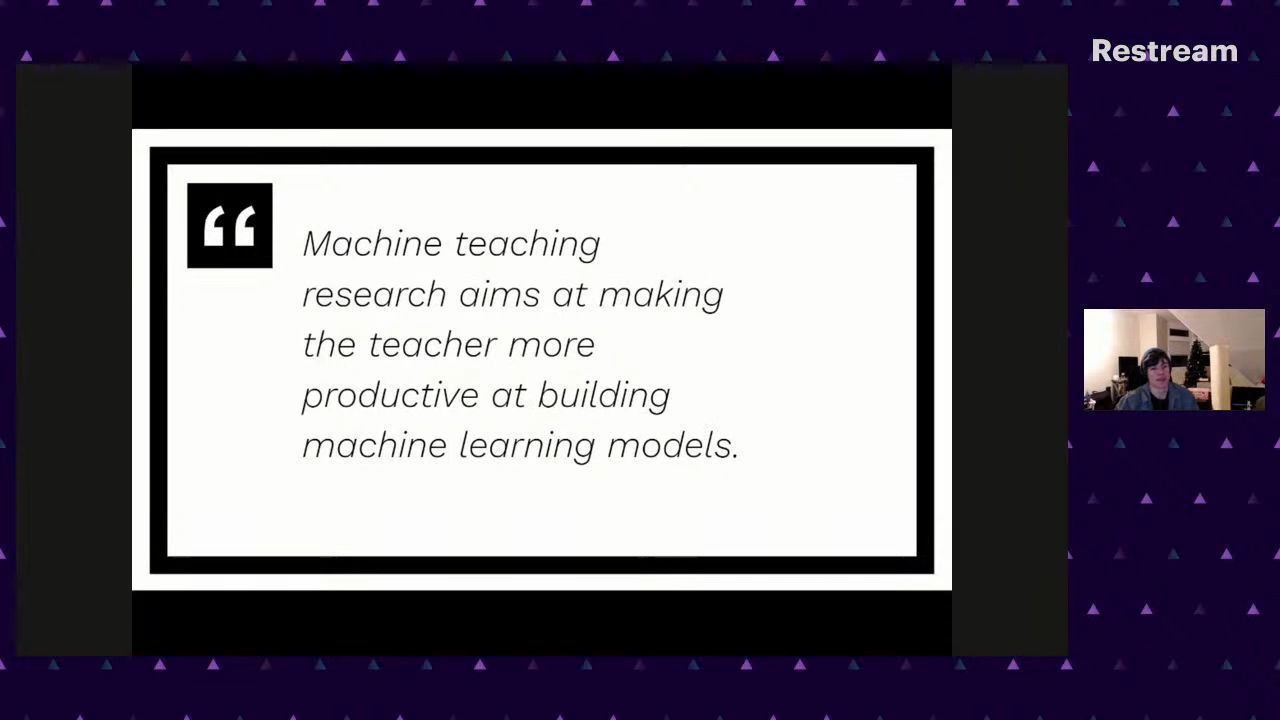 Restream
“
Machine teaching
research aims at making
the teacher more
productive at building
machine learning models.